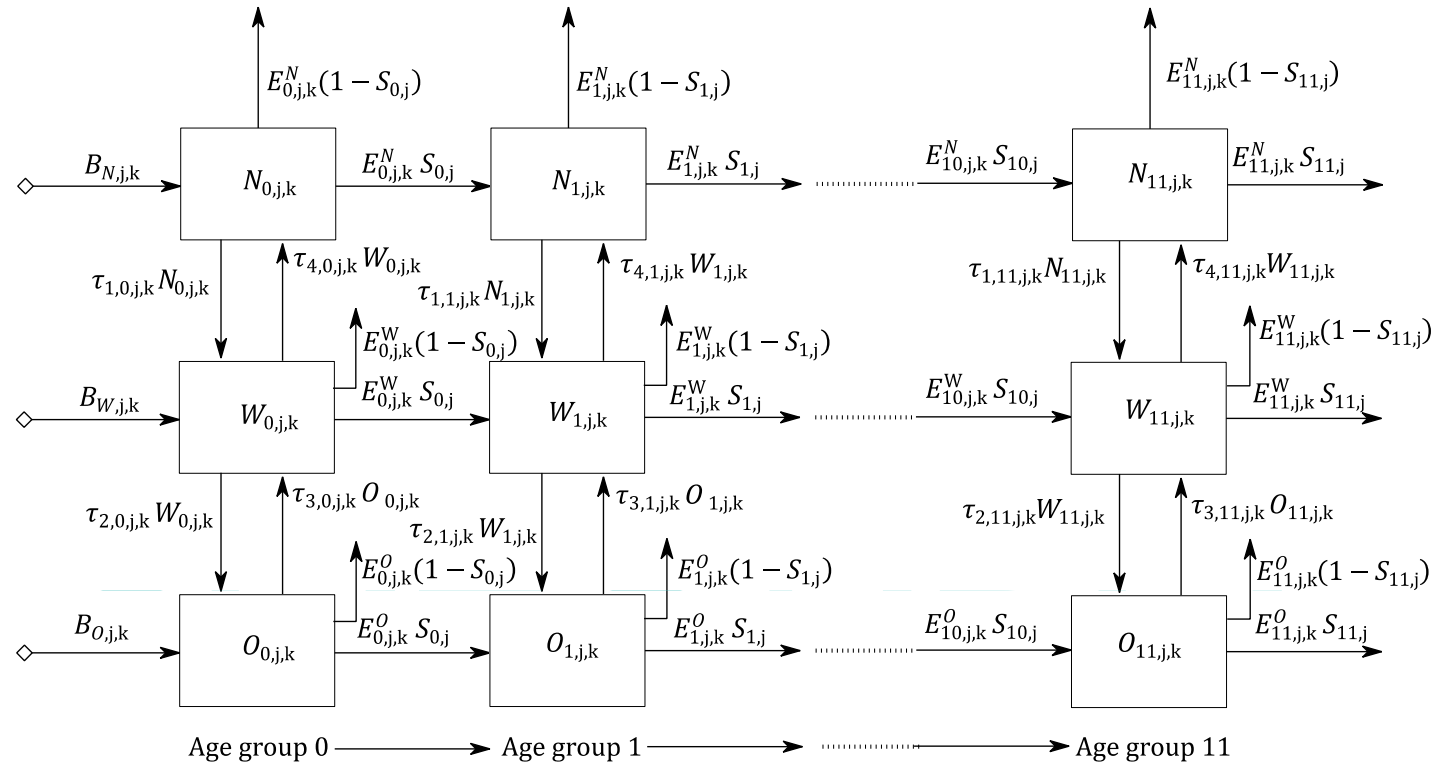 E^N_{0,j,k}(1 − S_{0,j}) E^N_{1,j,k}(1 − S_{1,j}) E^N_{11,j,k}(1 − S_{11,j})
B_{N,j,k} N_{0,j,k} E^N_{0,j,k} S_{0,j} N_{1,j,k} E^N_{1,j,k} S_{1,j} E^N_{10,j,k} S_{10,j} N_{11,j,k} E^N_{11,j,k} S_{11,j}
τ_{1,0,j,k} N_{0,j,k} τ_{4,0,j,k} W_{0,j,k} τ_{1,1,j,k} N_{1,j,k} τ_{4,1,j,k} W_{1,j,k} τ_{1,11,j,k} N_{11,j,k} τ_{4,11,j,k} W_{11,j,k}
E^W_{0,j,k}(1 − S_{0,j}) E^W_{1,j,k}(1 − S_{1,j}) E^W_{11,j,k}(1 − S_{11,j})
B_{W,j,k} W_{0,j,k} E^W_{0,j,k} S_{0,j} W_{1,j,k} E^W_{1,j,k} S_{1,j} E^W_{10,j,k} S_{10,j} W_{11,j,k} E^W_{11,j,k} S_{11,j}
τ_{2,0,j,k} W_{0,j,k} τ_{3,0,j,k} O_{0,j,k} τ_{2,1,j,k} W_{1,j,k} τ_{3,1,j,k} O_{1,j,k} τ_{2,11,j,k} W_{11,j,k} τ_{3,11,j,k} O_{11,j,k}
E^O_{0,j,k}(1 − S_{0,j}) E^O_{1,j,k}(1 − S_{1,j}) E^O_{11,j,k}(1 − S_{11,j})
B_{O,j,k} O_{0,j,k} E^O_{0,j,k} S_{0,j} O_{1,j,k} E^O_{1,j,k} S_{1,j} E^O_{10,j,k} S_{10,j} O_{11,j,k} E^O_{11,j,k} S_{11,j}
Age group 0 Age group 1 Age group 11